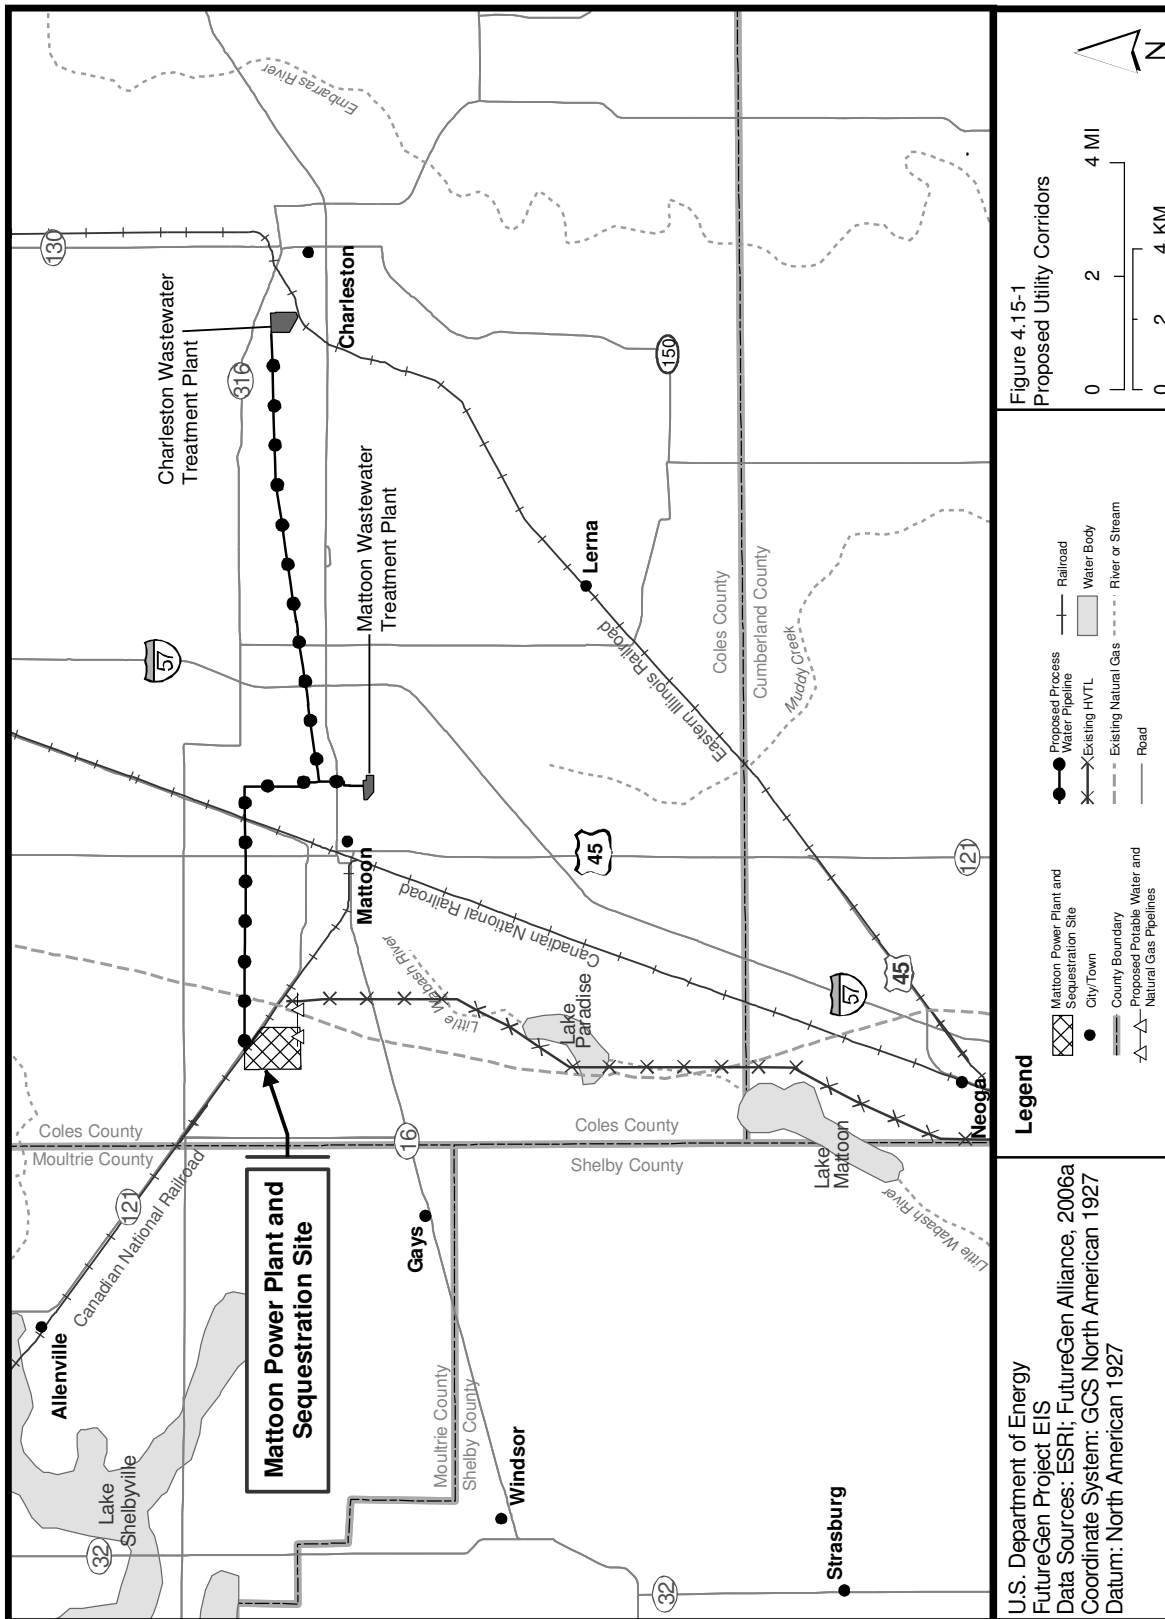 130
Embarras River
Charleston Wastewater
Treatment Plant
316
Charleston
150
Mattoon Wastewater
Treatment Plant
57
Lerna
Eastern Illinois Railroad
Coles County
Cumberland County
Muddy Creek
Mattoon
45
121
Canadian National Railroad
Little Wabash River
Lake
Paradise
57
45
Neoga
Coles County
Moultrie County
16
Coles County
Shelby County
Lake
Mattoon
Little Wabash River
121
Canadian National Railroad
Mattoon Power Plant and
Sequestration Site
Gays
Allenville
Moultrie County
Shelby County
Lake
Shelbyville
Windsor
32
32
Strasburg
U.S. Department of Energy
FutureGen Project EIS
Data Sources: ESRI; FutureGen Alliance, 2006a
Coordinate System: GCS North American 1927
Datum: North American 1927
Legend
Mattoon Power Plant and
Sequestration Site
City/Town
County Boundary
Proposed Potable Water and
Natural Gas Pipelines
Proposed Process
Water Pipeline
Existing HVTL
Existing Natural Gas
Road
Railroad
Water Body
River or Stream
Figure 4.15-1
Proposed Utility Corridors
0 2 4 MI
0 2 4 KM
N